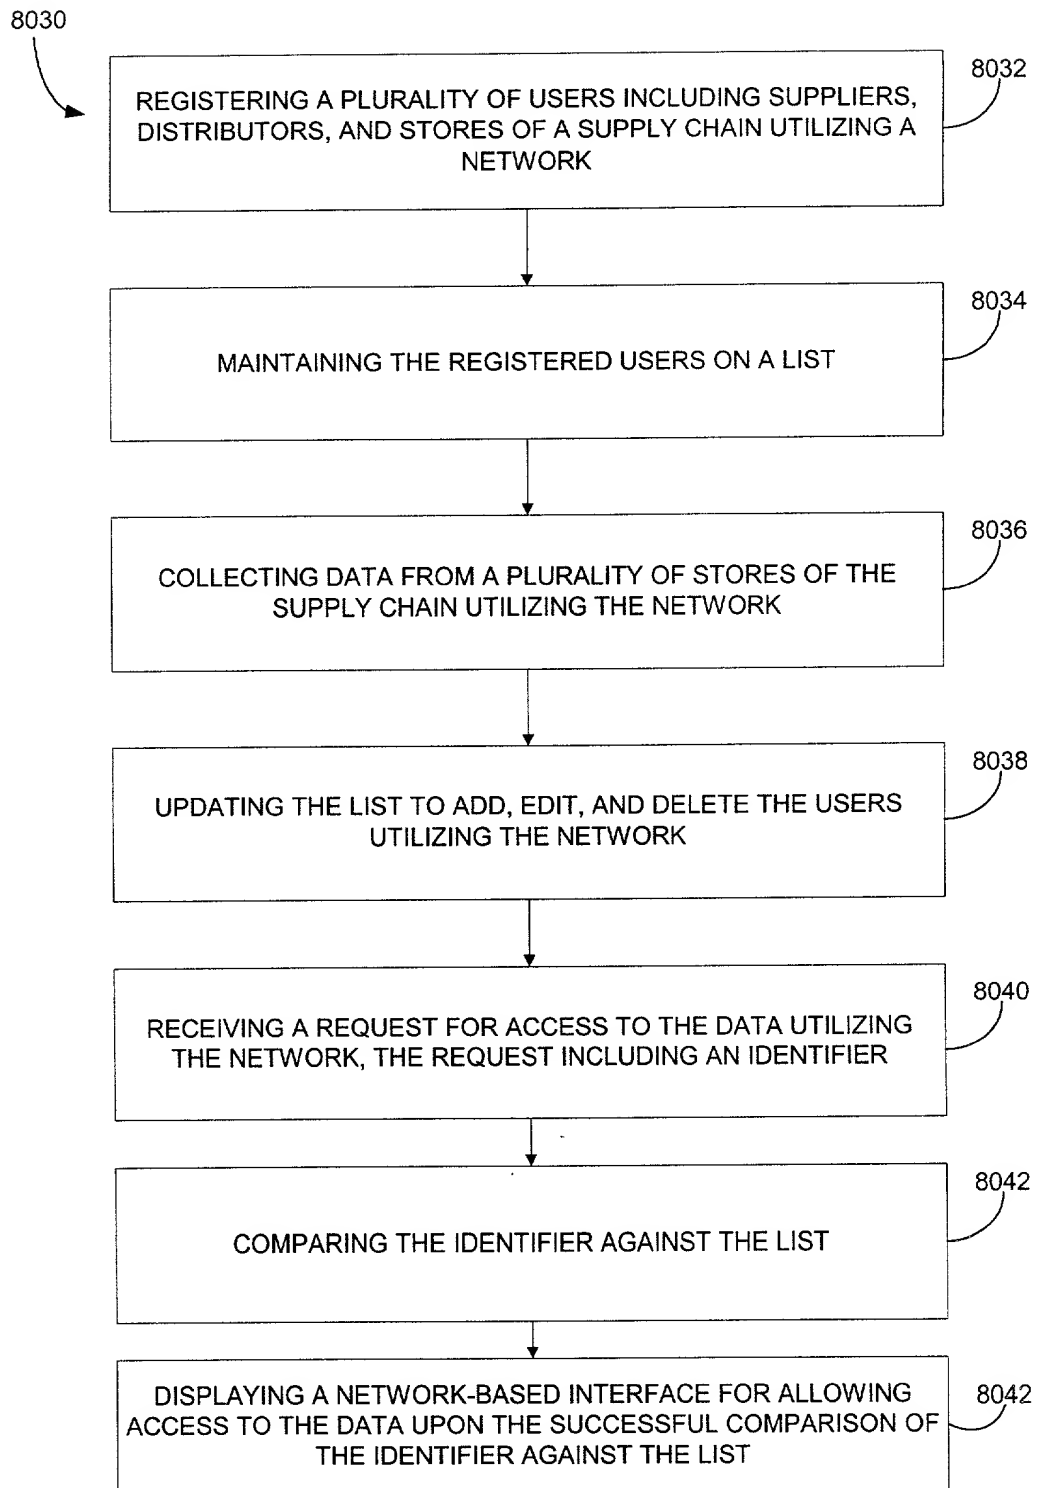 8030
8032
REGISTERING A PLURALITY OF USERS INCLUDING SUPPLIERS,
DISTRIBUTORS, AND STORES OF A SUPPLY CHAIN UTILIZING A
NETWORK
8034
MAINTAINING THE REGISTERED USERS ON A LIST
8036
COLLECTING DATA FROM A PLURALITY OF STORES OF THE
SUPPLY CHAIN UTILIZING THE NETWORK
8038
UPDATING THE LIST TO ADD, EDIT, AND DELETE THE USERS
UTILIZING THE NETWORK
8040
RECEIVING A REQUEST FOR ACCESS TO THE DATA UTILIZING
THE NETWORK, THE REQUEST INCLUDING AN IDENTIFIER
8042
COMPARING THE IDENTIFIER AGAINST THE LIST
8042
DISPLAYING A NETWORK-BASED INTERFACE FOR ALLOWING
ACCESS TO THE DATA UPON THE SUCCESSFUL COMPARISON OF
THE IDENTIFIER AGAINST THE LIST